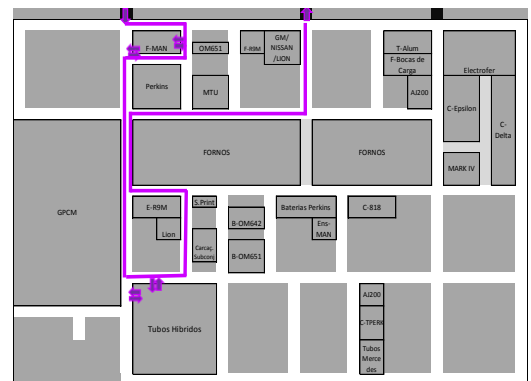 F-MAN
OM651
F-R9M
GM/
NISSAN
/LION
T-Alum
F-Bocas de
Carga
Electrofer
Perkins
MTU
AJ200
C-Epsilon
C-
Delta
FORNOS
FORNOS
MARK IV
GPCM
E-R9M
Lion
S.Print
Carcaç.
Subconj
B-OM642
B-OM651
Baterias Perkins
Ens-
MAN
C-818
Tubos Hibridos
AJ200
C-TPERK
Tubos
Merce
des